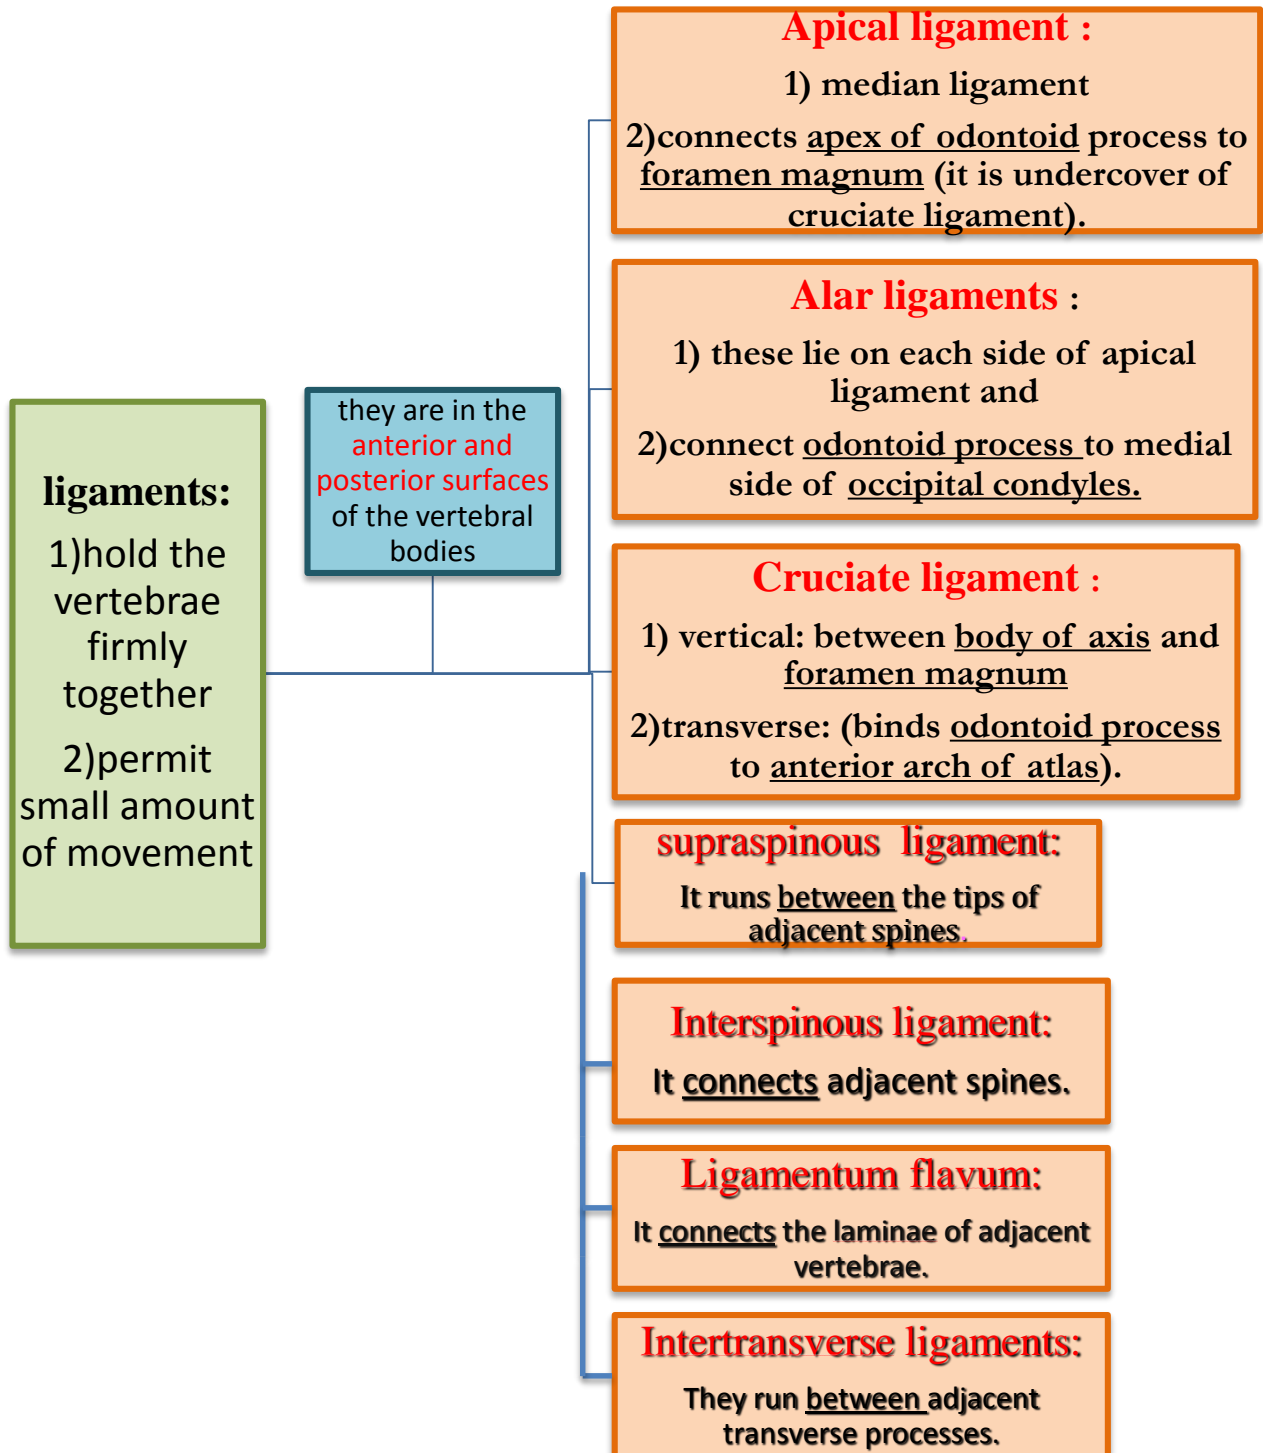 ligaments:
1)hold the
vertebrae
firmly
together
2)permit
small amount
of movement
they are in the
anterior and
posterior surfaces
of the vertebral
bodies
Apical ligament :
1) median ligament
2)connects apex of odontoid process to
foramen magnum (it is undercover of
cruciate ligament).
Alar ligaments :
1) these lie on each side of apical
ligament and
2)connect odontoid process to medial
side of occipital condyles.
Cruciate ligament :
1) vertical: between body of axis and
foramen magnum
2)transverse: (binds odontoid process
to anterior arch of atlas).
supraspinous ligament:
It runs between the tips of
adjacent spines.
Interspinous ligament:
It connects adjacent spines.
Ligamentum flavum:
It connects the laminae of adjacent
vertebrae.
Intertransverse ligaments:
They run between adjacent
transverse processes.